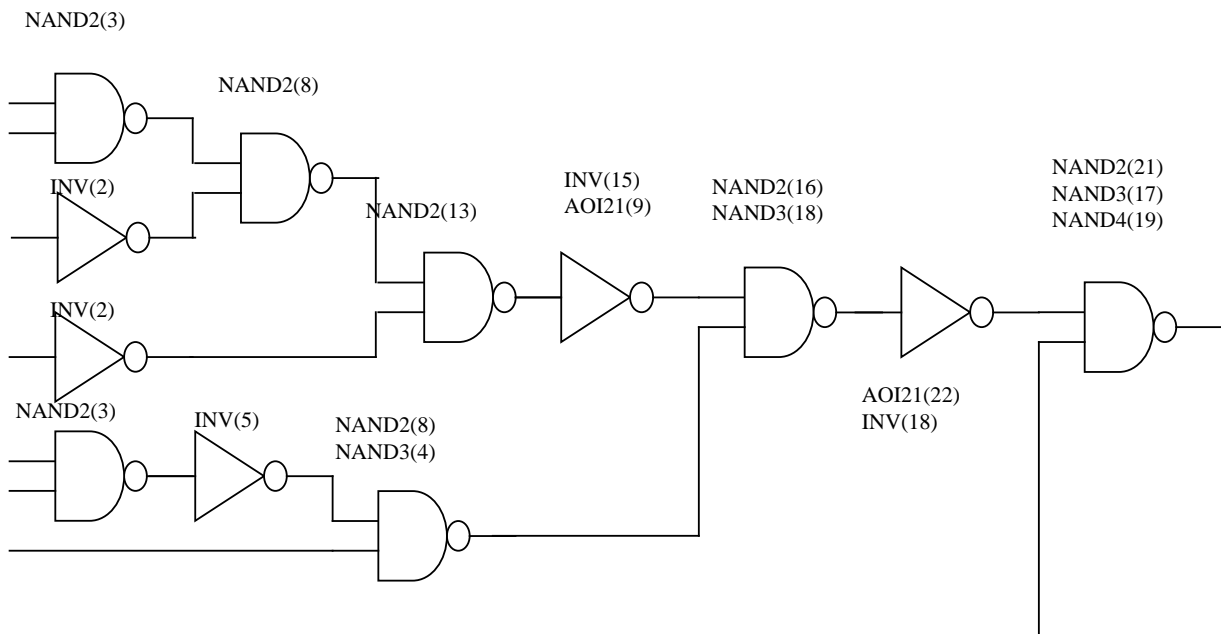 NAND2(3)
NAND2(8)
INV(2)
NAND2(13)
INV(15)
AOI21(9)
NAND2(16)
NAND3(18)
NAND2(21)
NAND3(17)
NAND4(19)
INV(2)
NAND2(3)
INV(5)
NAND2(8)
NAND3(4)
AOI21(22)
INV(18)